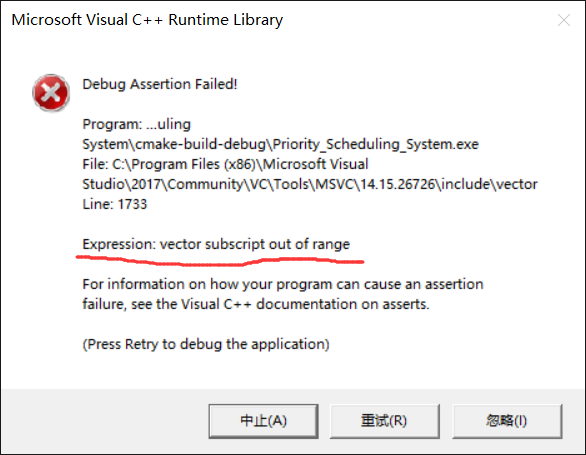 Microsoft Visual C++ Runtime Library
Debug Assertion Failed!
Program: ...uling
System\cmake-build-debug\Priority_Scheduling_System.exe
File: C:\Program Files (x86)\Microsoft Visual
Studio\2017\Community\VC\Tools\MSVC\14.15.26726\include\vector
Line: 1733
Expression: vector subscript out of range
For information on how your program can cause an assertion
failure, see the Visual C++ documentation on asserts.
(Press Retry to debug the application)
中止(A)
重试(R)
忽略(I)